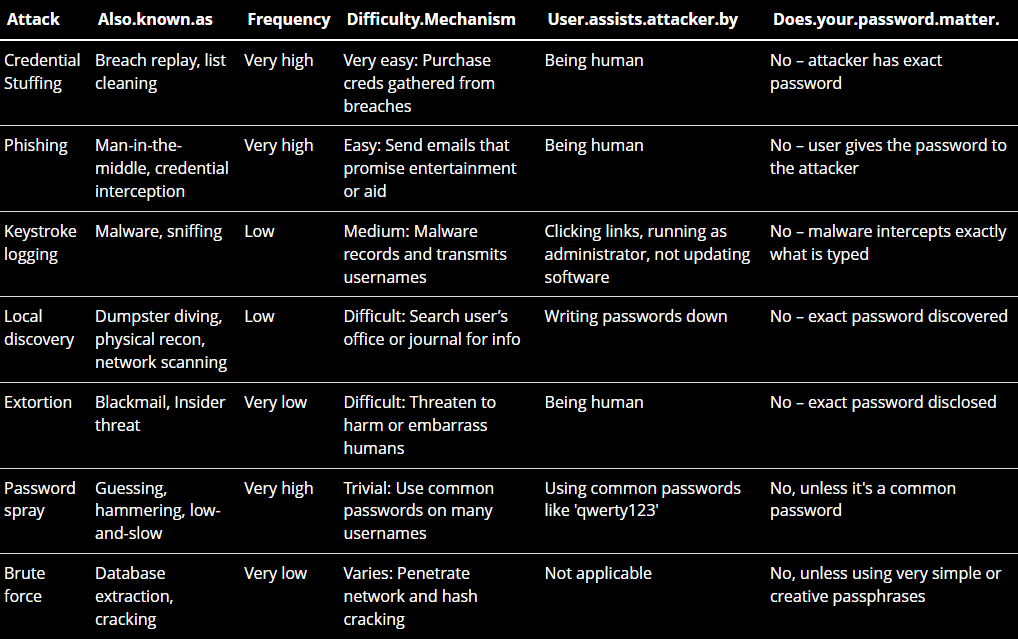 Attack Also.known.as Frequency Difficulty.Mechanism User.assists.attacker.by Does.your.password.matter.
Credential Breach replay, list Very high Very easy: Purchase Being human No – attacker has exact
Stuffing cleaning creds gathered from password
breaches
Phishing Man-in-the- Very high Easy: Send emails that Being human No – user gives the password to
middle, credential promise entertainment the attacker
interception or aid
Keystroke Malware, sniffing Low Medium: Malware Clicking links, running as No – malware intercepts exactly
logging records and transmits administrator, not updating what is typed
usernames software
Local Dumpster diving, Low Difficult: Search user’s Writing passwords down No – exact password discovered
discovery physical recon, office or journal for info
network scanning
Extortion Blackmail, Insider Very low Difficult: Threaten to Being human No – exact password disclosed
threat harm or embarrass
humans
Password Guessing, Very high Trivial: Use common Using common passwords No, unless it's a common
spray hammering, low- passwords on many like 'qwerty123' password
and-slow usernames
Brute Database Very low Varies: Penetrate Not applicable No, unless using very simple or
force extraction, network and hash creative passphrases
cracking cracking